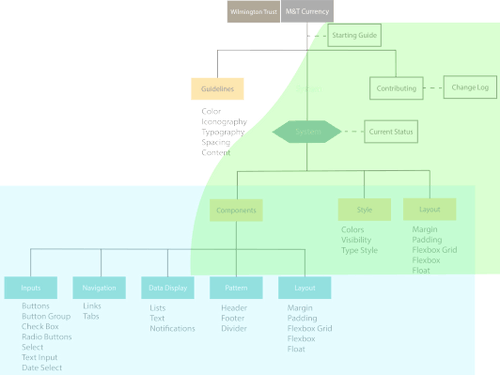 Wilmington Trust
M&T Currency
Starting Guide
Guidelines
Contributing
Change Log
Color
Iconography
Typography
Spacing
Content
System
Current Status
Components
Style
Layout
Colors
Visibility
Type Style
Margin
Padding
Flexbox Grid
Flexbox
Float
Inputs
Navigation
Data Display
Pattern
Layout
Buttons
Button Group
Check Box
Radio Buttons
Select
Text Input
Date Select
Links
Tabs
Lists
Text
Notifications
Header
Footer
Divider
Margin
Padding
Flexbox Grid
Flexbox
Float